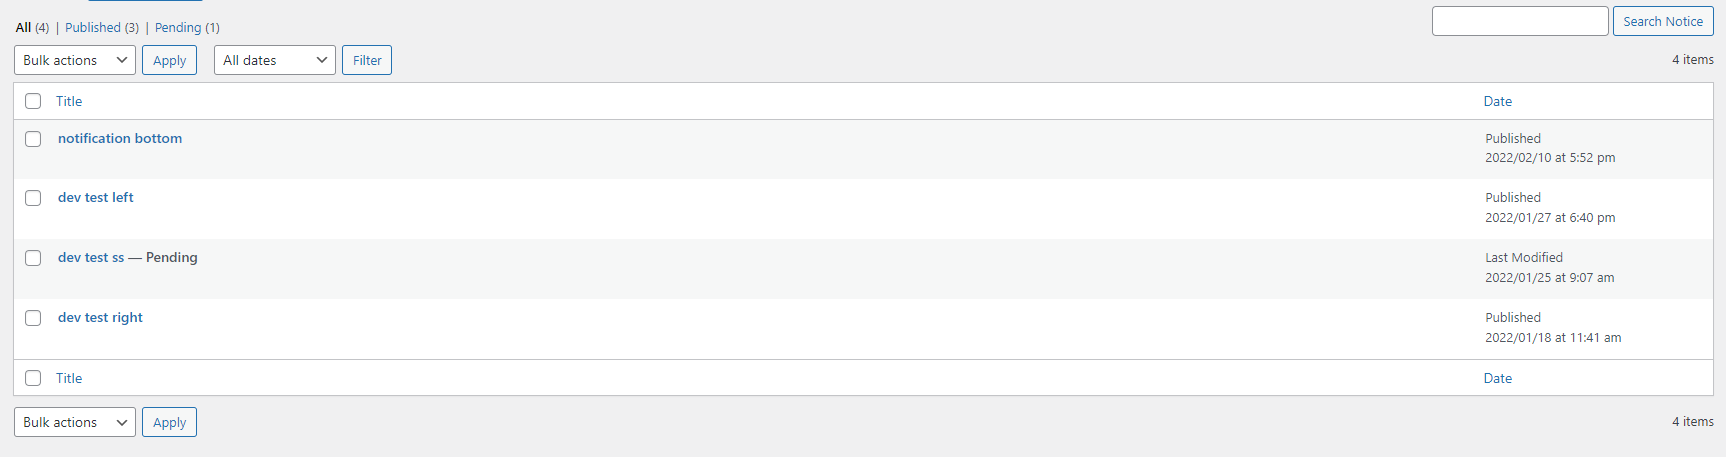 All (4) | Published (3) | Pending (1)
Search Notice
Bulk actions Apply All dates Filter 4 items
Title Date
notification bottom Published
2022/02/10 at 5:52 pm
dev test left Published
2022/01/27 at 6:40 pm
dev test ss — Pending Last Modified
2022/01/25 at 9:07 am
dev test right Published
2022/01/18 at 11:41 am
Title Date
Bulk actions Apply 4 items